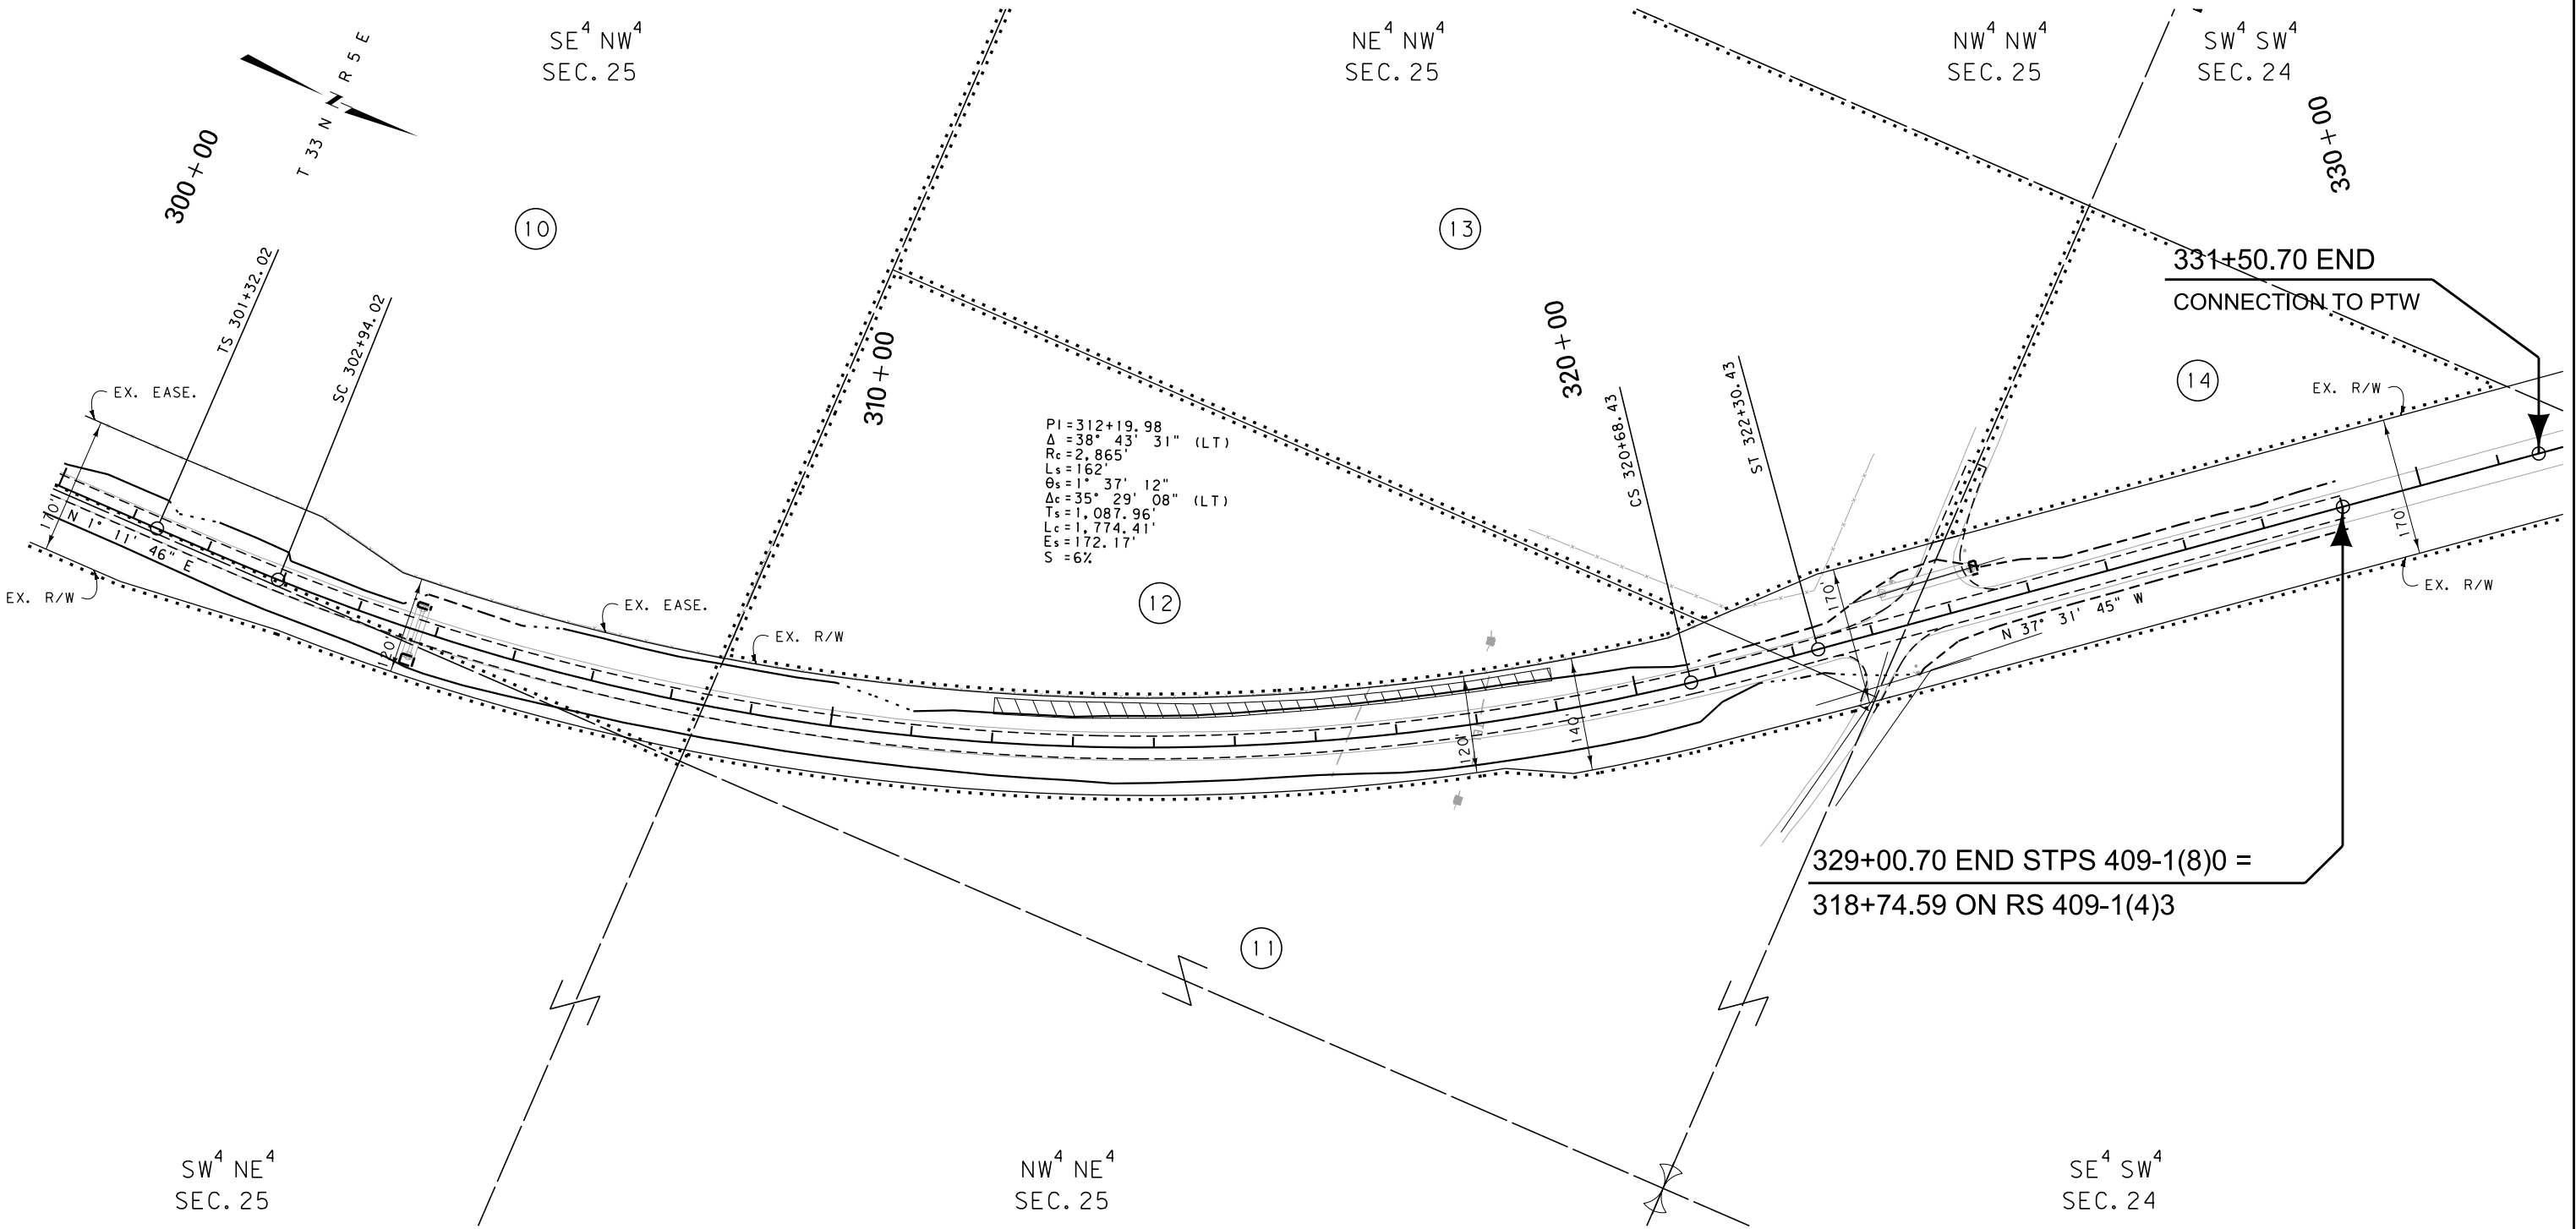 SE⁴ NW⁴
SEC. 25
NE⁴ NW⁴
SEC. 25
NW⁴ NW⁴
SEC. 25
SW⁴ SW⁴
SEC. 24
R 5 E
T 33 N
Z
300+00
10
13
330+00
TS 301+32.02
SC 302+94.02
331+50.70 END
CONNECTION TO PTW
310+00
320+00
CS 320+68.43
ST 322+30.43
14
EX. EASE.
EX. R/W
PI=312+19.98
Δ =38° 43' 31" (LT)
Rc=2,865'
Ls=162'
θs=1° 37' 12"
Δc=35° 29' 08" (LT)
Ts=1,087.96'
Lc=1,774.41'
Es=172.17'
S =6%
170'
N 1° 11' 46" E
EX. R/W
120'
EX. EASE.
EX. R/W
12
120'
140'
170'
170'
EX. R/W
N 37° 31' 45" W
329+00.70 END STPS 409-1(8)0 =
318+74.59 ON RS 409-1(4)3
11
SW⁴ NE⁴
SEC. 25
NW⁴ NE⁴
SEC. 25
SE⁴ SW⁴
SEC. 24